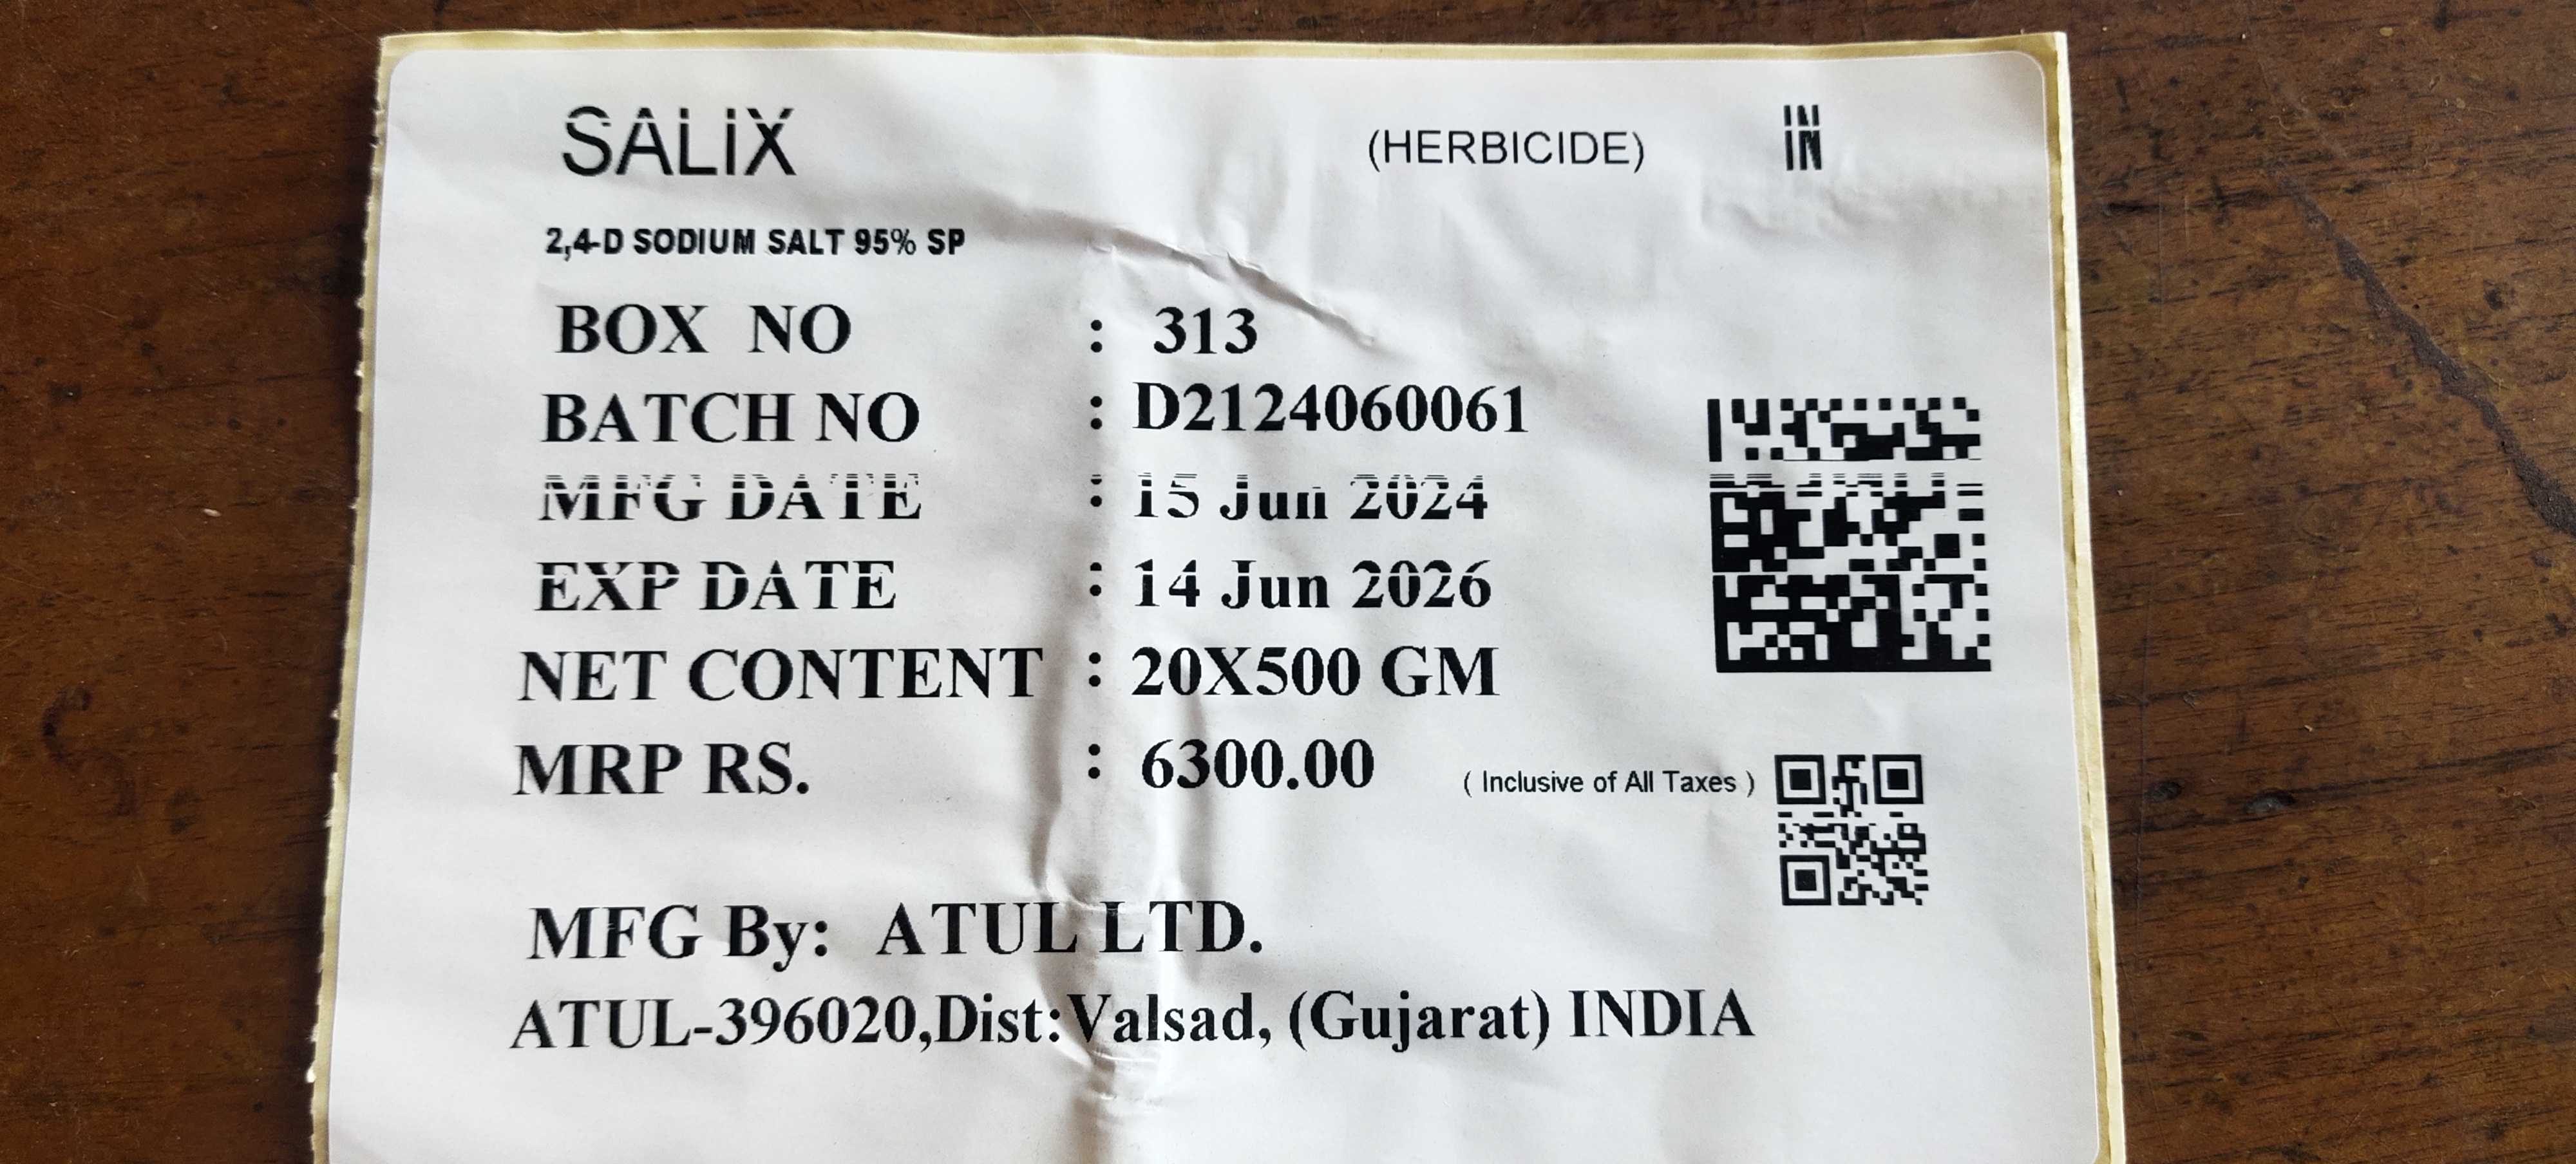 SALIX (HERBICIDE) IN
2,4-D SODIUM SALT 95% SP
BOX NO : 313
BATCH NO : D2124060061
MFG DATE : 15 Jun 2024
EXP DATE : 14 Jun 2026
NET CONTENT : 20X500 GM
MRP RS. : 6300.00 ( Inclusive of All Taxes )
MFG By: ATUL LTD.
ATUL-396020,Dist:Valsad, (Gujarat) INDIA